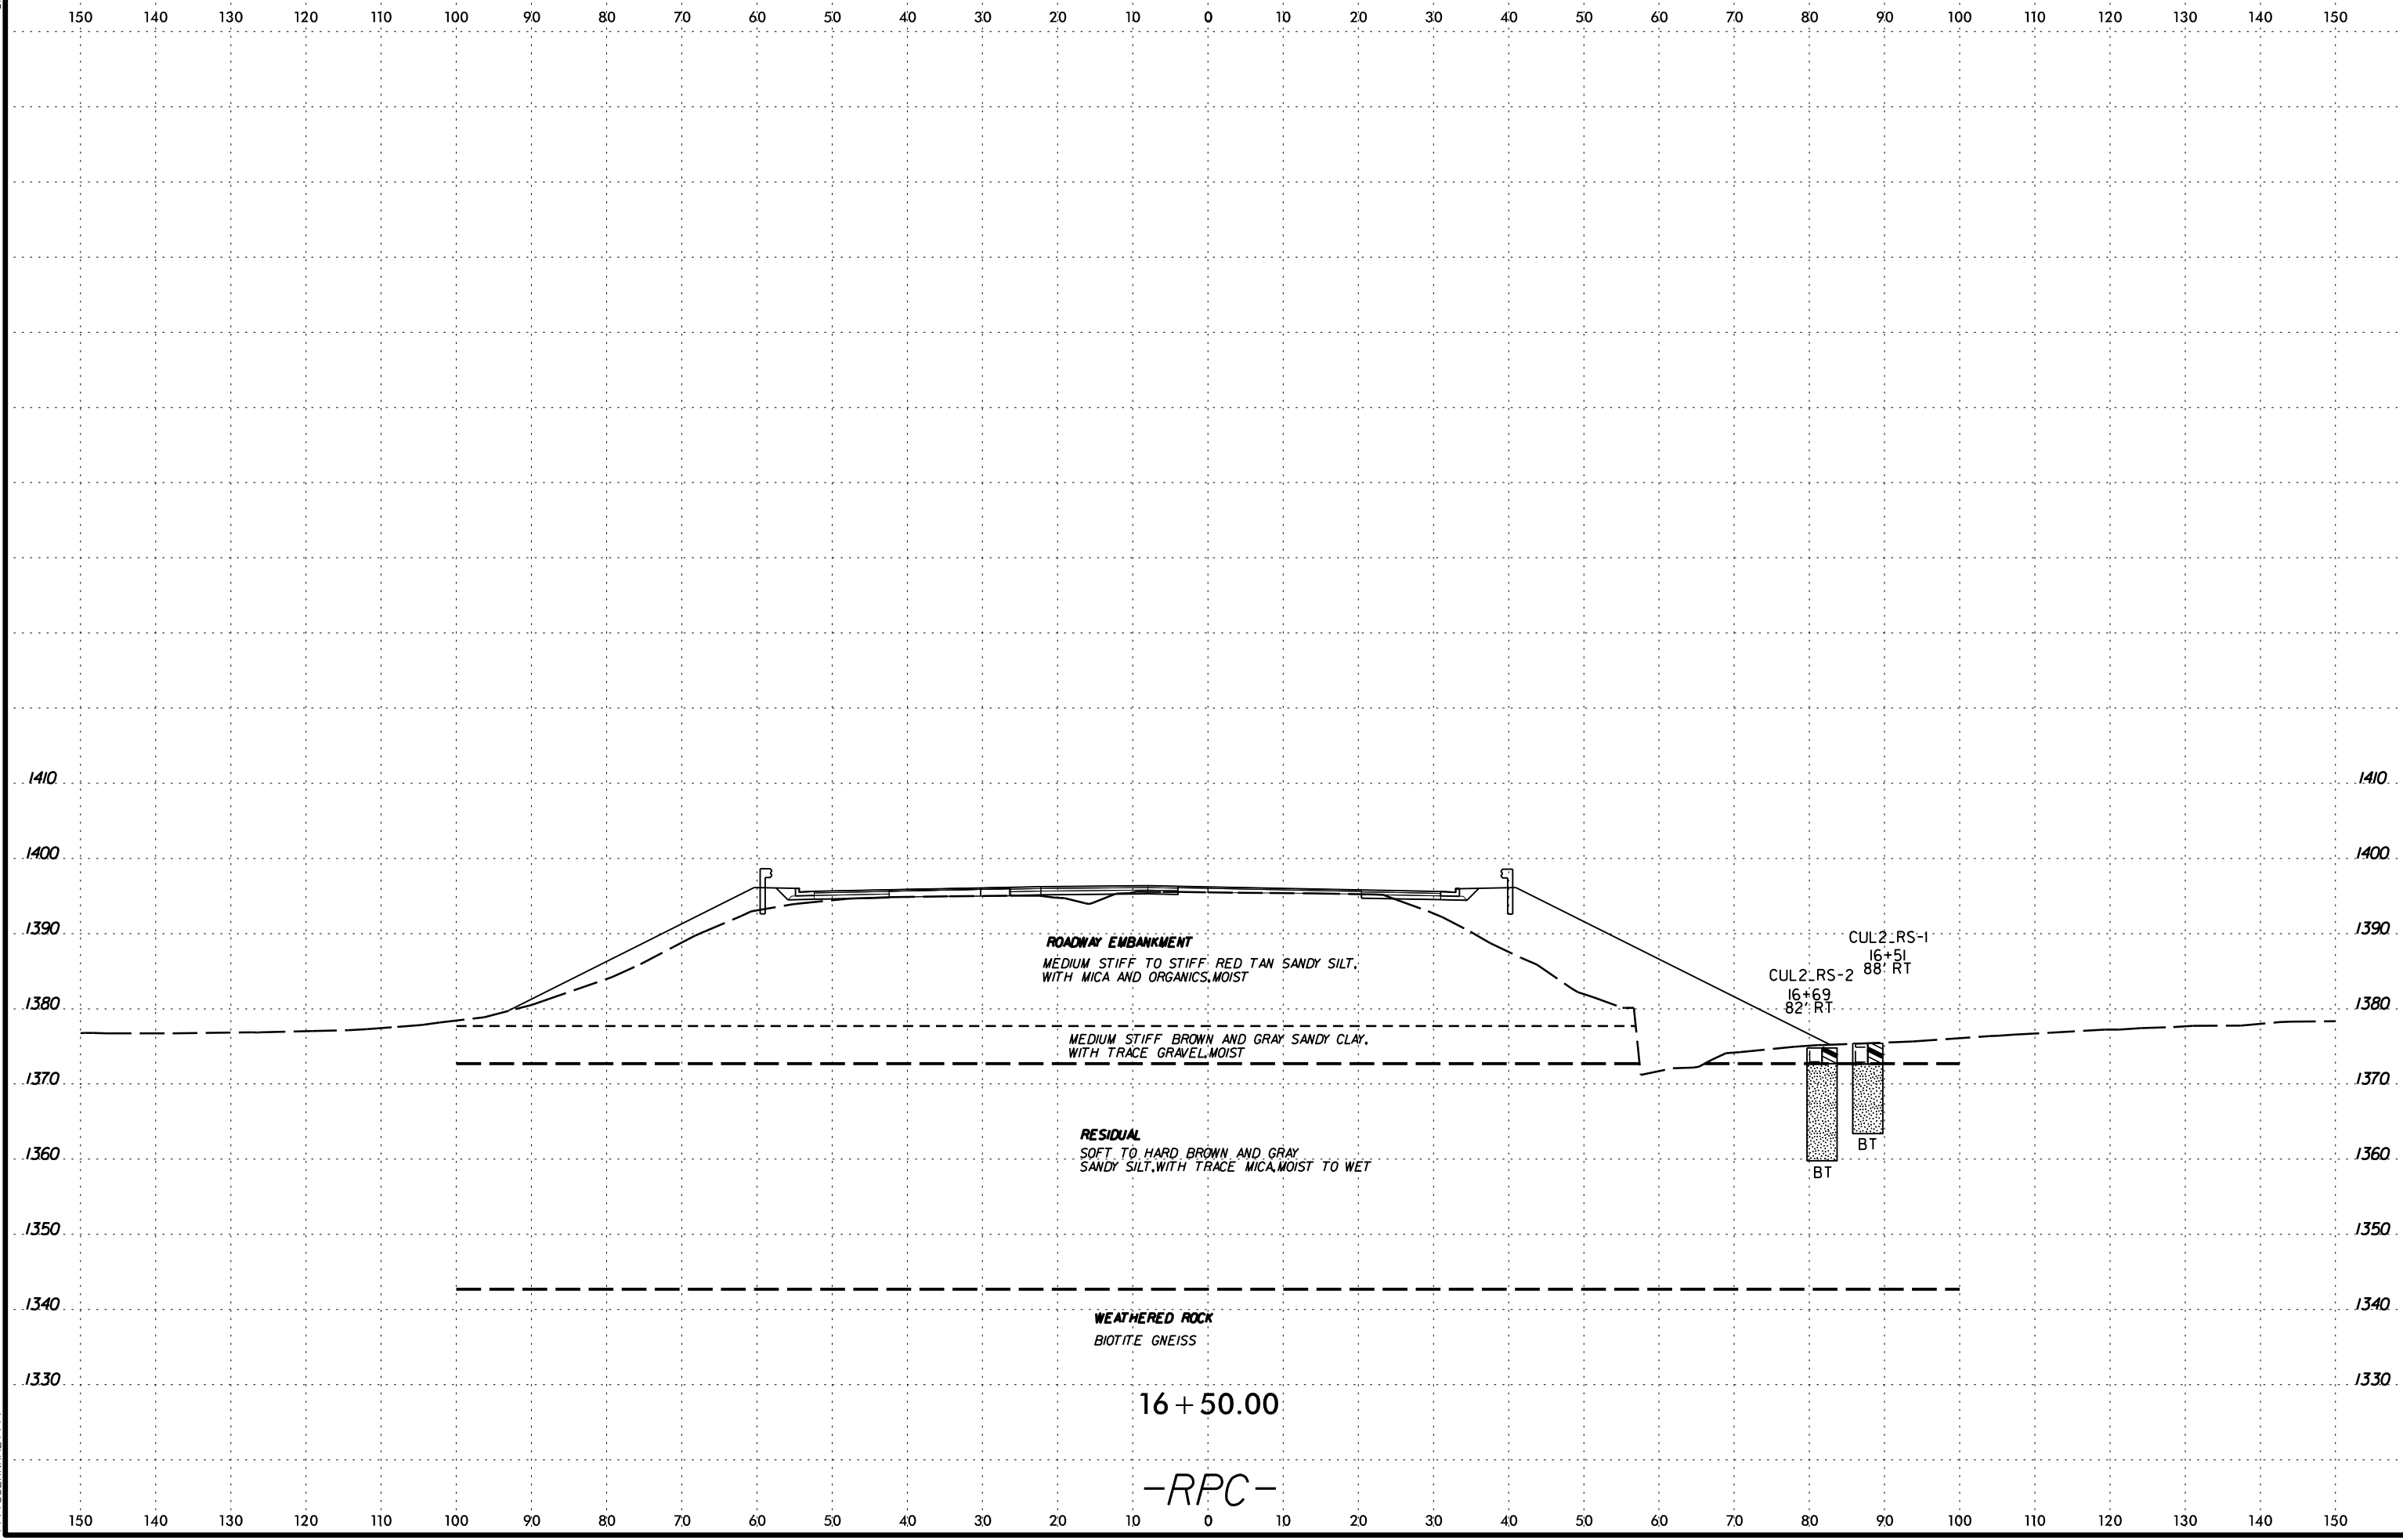 150 140 130 120 110 100 90 80 70 60 50 40 30 20 10 0 10 20 30 40 50 60 70 80 90 100 110 120 130 140 150
1410 1410
1400 1400
1390 1390
ROADWAY EMBANKMENT
MEDIUM STIFF TO STIFF RED TAN SANDY SILT,
WITH MICA AND ORGANICS, MOIST
CUL2_RS-1
16+51
88' RT
CUL2_RS-2
16+69
82' RT
1380 1380
MEDIUM STIFF BROWN AND GRAY SANDY CLAY,
WITH TRACE GRAVEL, MOIST
1370 1370
RESIDUAL
SOFT TO HARD BROWN AND GRAY
SANDY SILT, WITH TRACE MICA, MOIST TO WET
BT
BT
1360 1360
1350 1350
1340 1340
WEATHERED ROCK
BIOTITE GNEISS
1330 1330
16+50.00
-RPC-
150 140 130 120 110 100 90 80 70 60 50 40 30 20 10 0 10 20 30 40 50 60 70 80 90 100 110 120 130 140 150